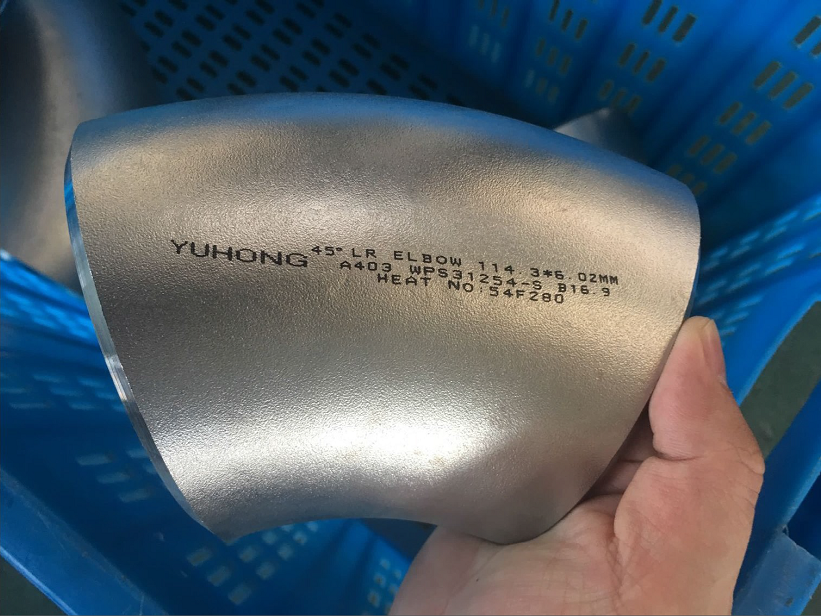 YUHONG 45° LR ELBOW 114.3*6.02MM
A403 WPS31254-S B16.9
HEAT NO:54F280